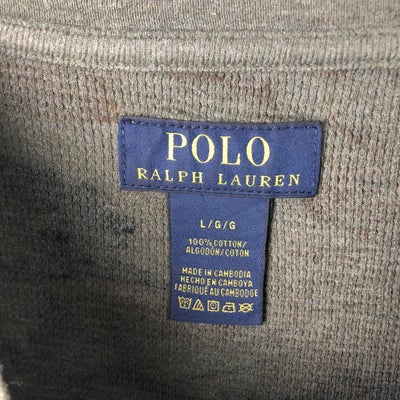 POLO
RALPH LAUREN
L/G/G
100% COTTON/
ALGODÓN/COTON
MADE IN CAMBODIA
HECHO EN CAMBOYA
FABRIQUÉ AU CAMBODGE